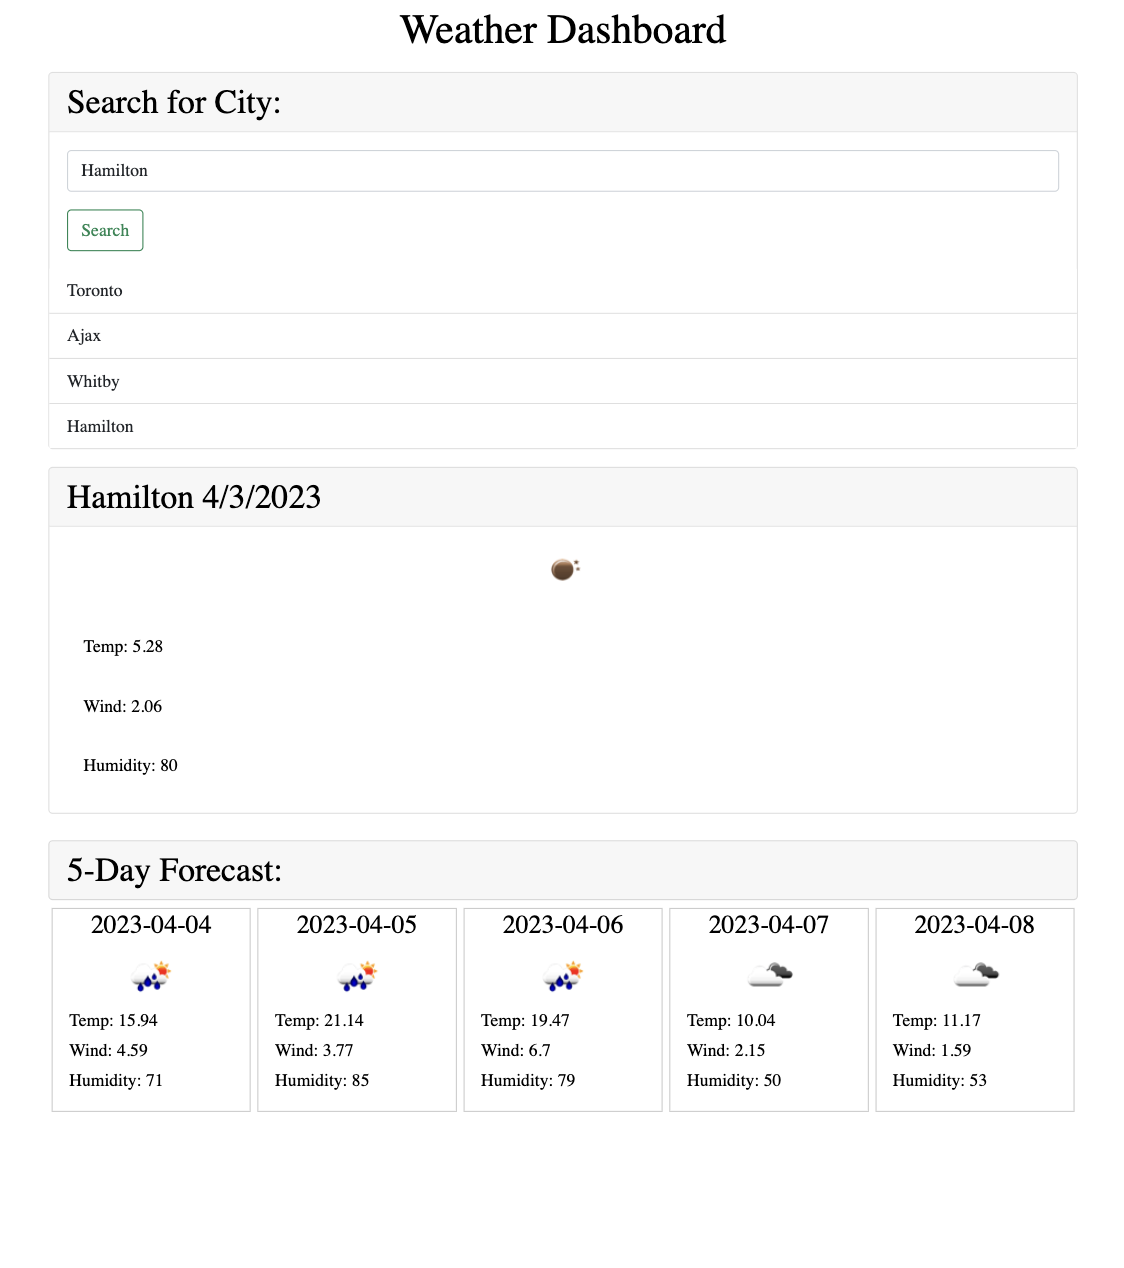 Weather Dashboard
Search for City:
Hamilton
Search
Toronto
Ajax
Whitby
Hamilton
Hamilton 4/3/2023
Temp: 5.28
Wind: 2.06
Humidity: 80
5-Day Forecast:
2023-04-04
Temp: 15.94
Wind: 4.59
Humidity: 71
2023-04-05
Temp: 21.14
Wind: 3.77
Humidity: 85
2023-04-06
Temp: 19.47
Wind: 6.7
Humidity: 79
2023-04-07
Temp: 10.04
Wind: 2.15
Humidity: 50
2023-04-08
Temp: 11.17
Wind: 1.59
Humidity: 53